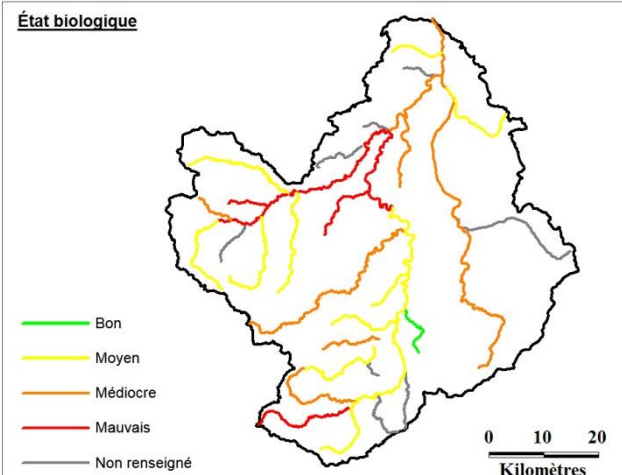 État biologique
Bon
Moyen
Médiocre
Mauvais
Non renseigné
0 10 20
Kilomètres